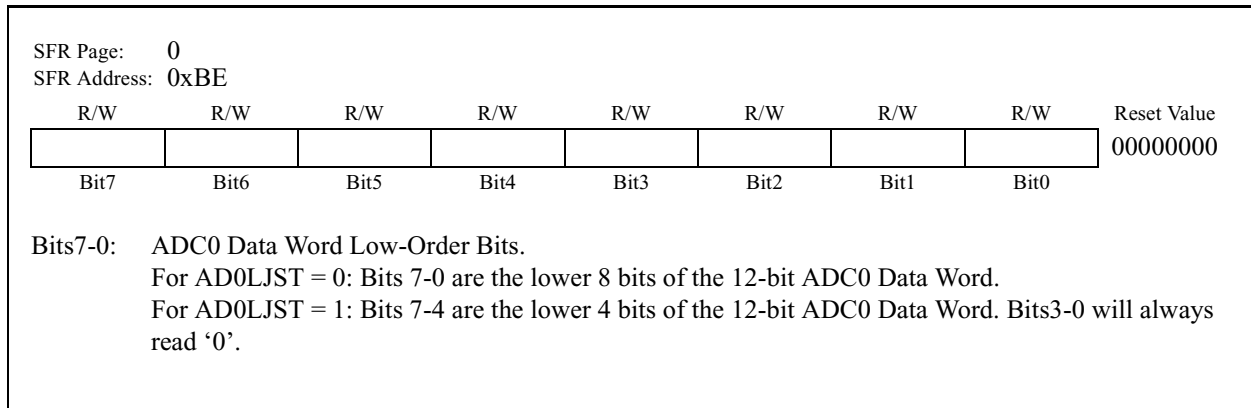 SFR Page: 0
SFR Address: 0xBE
R/W R/W R/W R/W R/W R/W R/W R/W Reset Value
00000000
Bit7 Bit6 Bit5 Bit4 Bit3 Bit2 Bit1 Bit0
Bits7-0: ADC0 Data Word Low-Order Bits.
For AD0LJST = 0: Bits 7-0 are the lower 8 bits of the 12-bit ADC0 Data Word.
For AD0LJST = 1: Bits 7-4 are the lower 4 bits of the 12-bit ADC0 Data Word. Bits3-0 will always
read ‘0’.